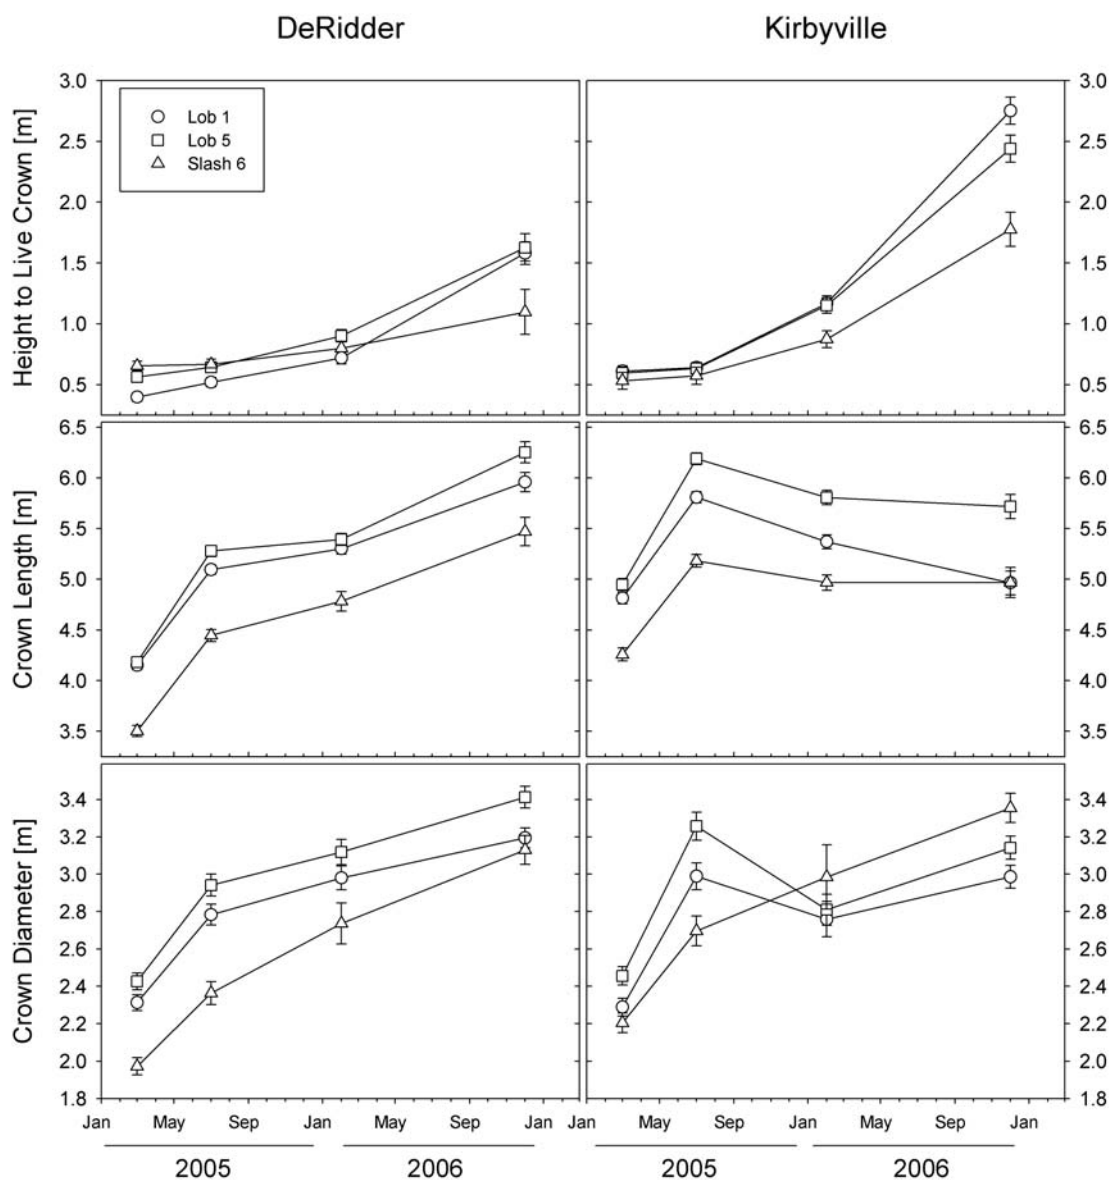 DeRidder Kirbyville
Height to Live Crown [m]
3.0 3.0
2.5 2.5
2.0 2.0
1.5 1.5
1.0 1.0
0.5 0.5
Lob 1
Lob 5
Slash 6
Crown Length [m]
6.5 6.5
6.0 6.0
5.5 5.5
5.0 5.0
4.5 4.5
4.0 4.0
3.5 3.5
Crown Diameter [m]
3.4 3.4
3.2 3.2
3.0 3.0
2.8 2.8
2.6 2.6
2.4 2.4
2.2 2.2
2.0 2.0
1.8 1.8
Jan May Sep Jan May Sep Jan Jan May Sep Jan May Sep Jan
2005 2006 2005 2006